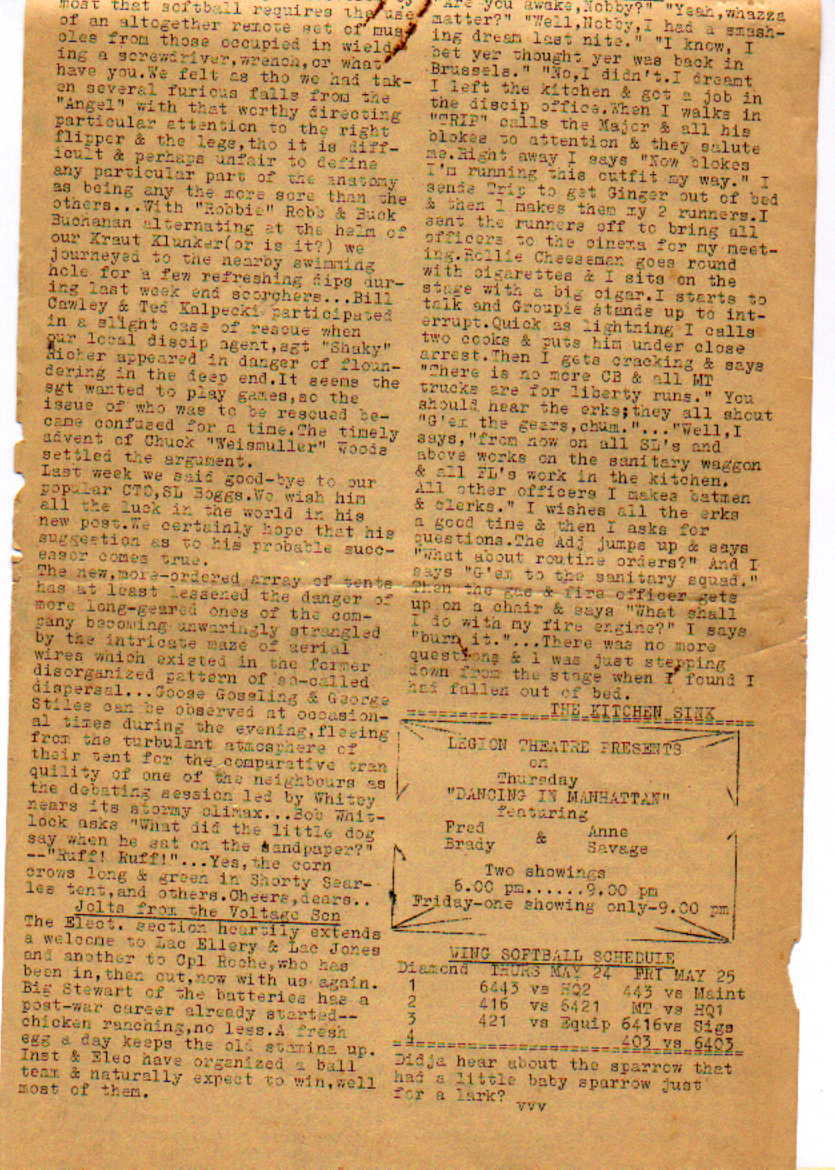 most that softball requires the use
of an altogether remote set of mus
cles from those occupied in wield-
ing a screwdriver,wrench,or what
have you.We felt as tho we had tak-
en several furious falls from the
"Angel" with that worthy directing
particular attention to the right
flipper & the legs,tho it is diff-
icult & perhaps unfair to define
any particular part of the anatomy
as being any the more sore than the
others...With "Robbie" Robb & Buck
Buchanan alternating at the helm of
our Kraut Klunker(or is it?) we
journeyed to the nearby swimming
hole for a few refreshing dips dur-
ing last week end scorchers...Bill
Cawley & Ted Kalpecki participated
in a slight case of rescue when
our local discip agent,sgt "Shaky"
Richer appeared in danger of floun-
dering in the deep end.It seems the
sgt wanted to play games,so the
issue of who was to be rescued be-
came confused for a time.The timely
advent of Chuck "Weismuller" Woods
settled the argument.
Last week we said good-bye to our
popular CTO,SL Boggs.We wish him
all the luck in the world in his
new post.We certainly hope that his
suggestion as to his probable succ-
essor comes true.
The new,more-ordered array of tents
has at least lessened the danger of
more long-geared ones of the com-
pany becoming unwaringly strangled
by the intricate maze of aerial
wires which existed in the former
disorganized pattern of so-called
dispersal...Goose Gossling & George
Stiles can be observed at occasion-
al times during the evening,fleeing
from the turbulant atmosphere of
their tent for the comparative tran
quility of one of the neighbours as
the debating session led by Whitey
nears its stormy climax...Bob Whit-
lock asks "What did the little dog
say when he sat on the sandpaper?"
--"Ruff! Ruff!"...Yes,the corn
crows long & green in Shorty Sear-
les tent,and others.Cheers,dears..
Jolts from the Voltage Scn
The Elect. section heartily extends
a welcome to Lac Ellery & Lac Jones
and another to Cpl Roche,who has
been in,then out,now with us again.
Big Stewart of the batteries has a
post-war career already started--
chicken ranching,no less.A fresh
egg a day keeps the old stamina up.
Inst & Elec have organized a ball
team & naturally expect to win,well
most of them.
"Are you awake,Nobby?" "Yeah,whazza
matter?" "Well,Nobby,I had a smash-
ing dream last nite." "I know, I
bet yer thought yer was back in
Brussels." "No,I didn't.I dreamt
I left the kitchen & got a job in
the discip office.When I walks in
"TRIP" calls the Major & all his
blokes to attention & they salute
me.Right away I says "Now blokes
I'm running this outfit my way." I
sends Trip to get Ginger out of bed
& then I makes them my 2 runners.I
sent the runners off to bring all
officers to the cinema for my meet-
ing.Rollie Cheeseman goes round
with cigarettes & I sits on the
stage with a big cigar.I starts to
talk and Groupie stands up to int-
errupt.Quick as lightning I calls
two cooks & puts him under close
arrest.Then I gets cracking & says
"There is no more CB & all MT
trucks are for liberty runs." You
should hear the erks;they all shout
"G'em the gears,chum."..."Well,I
says,"from now on all SL's and
above works on the sanitary waggon
& all FL's work in the kitchen.
All other officers I makes batmen
& clerks." I wishes all the erks
a good time & then I asks for
questions.The Adj jumps up & says
"What about routine orders?" And I
says "G'em to the sanitary squad."
Then the gas & fire officer gets
up on a chair & says "What shall
I do with my fire engine?" I says
"burn it."...There was no more
questions & I was just stepping
down from the stage when I found I
had fallen out of bed.
THE KITCHEN SINK
LEGION THEATRE PRESENTS
on
Thursday
"DANCING IN MANHATTAN"
featuring
Fred & Anne
Brady Savage
Two showings
6.00 pm......9.00 pm
Friday-one showing only-9.00 pm
WING SOFTBALL SCHEDULE
Diamond THURS MAY 24 FRI MAY 25
1 6443 vs HQ2 443 vs Maint
2 416 vs 6421 MT vs HQ1
3 421 vs Equip 6416vs Sigs
4 403 vs 6403
Didja hear about the sparrow that
had a little baby sparrow just
for a lark?
vvv